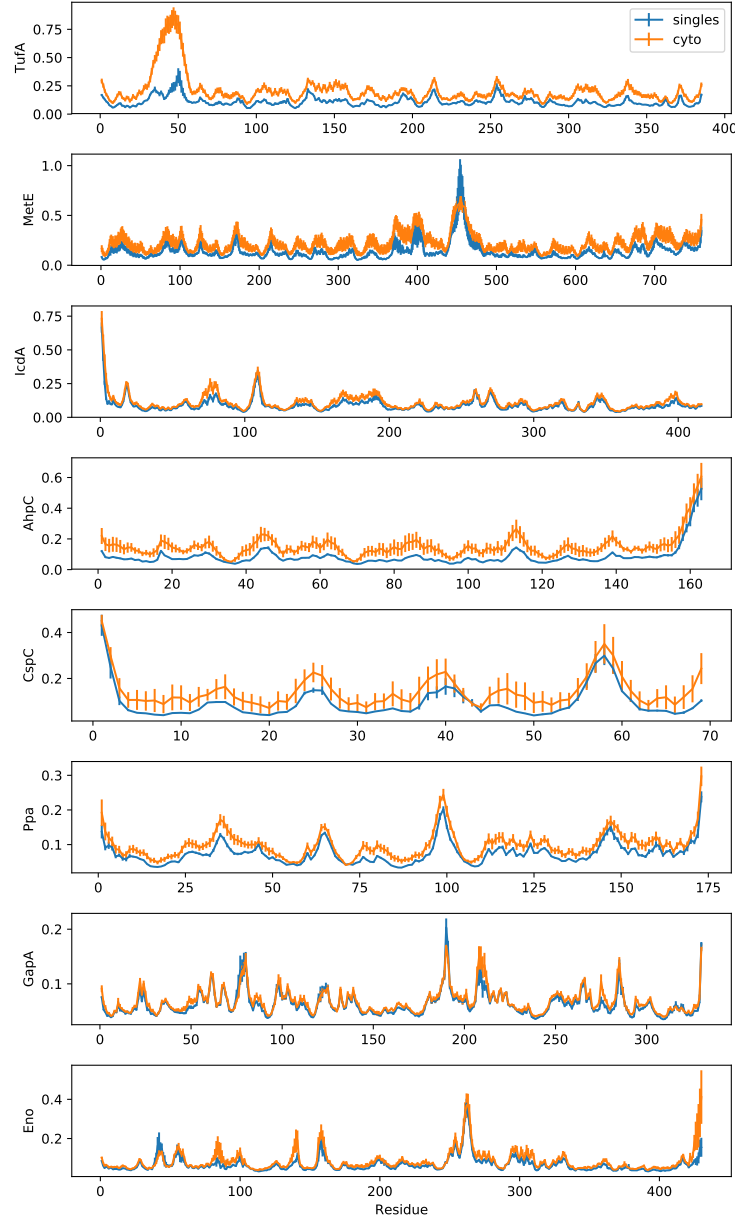 singles
cyto
TufA
0.75
0.50
0.25
0.00
0 50 100 150 200 250 300 350 400
MetE
1.0
0.5
0.0
0 100 200 300 400 500 600 700
IcdA
0.75
0.50
0.25
0.00
0 100 200 300 400
AhpC
0.6
0.4
0.2
0.0
0 20 40 60 80 100 120 140 160
CspC
0.4
0.2
0 10 20 30 40 50 60 70
Ppa
0.3
0.2
0.1
0 25 50 75 100 125 150 175
GapA
0.2
0.1
0 50 100 150 200 250 300
Eno
0.4
0.2
0 100 200 300 400
Residue